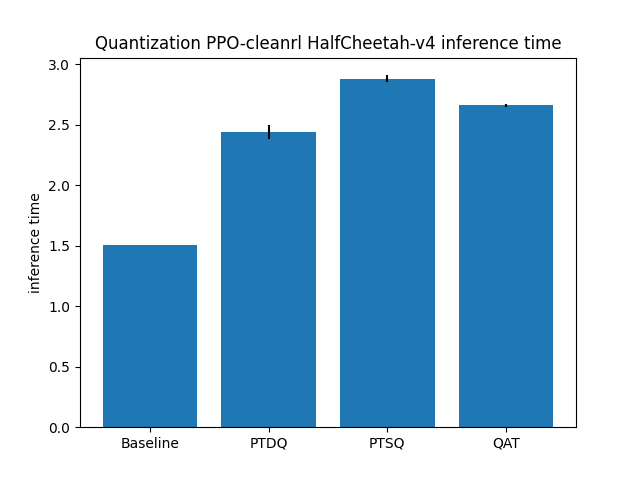 Quantization PPO-cleanrl HalfCheetah-v4 inference time
3.0
2.5
2.0
1.5
1.0
0.5
0.0
inference time
Baseline PTDQ PTSQ QAT